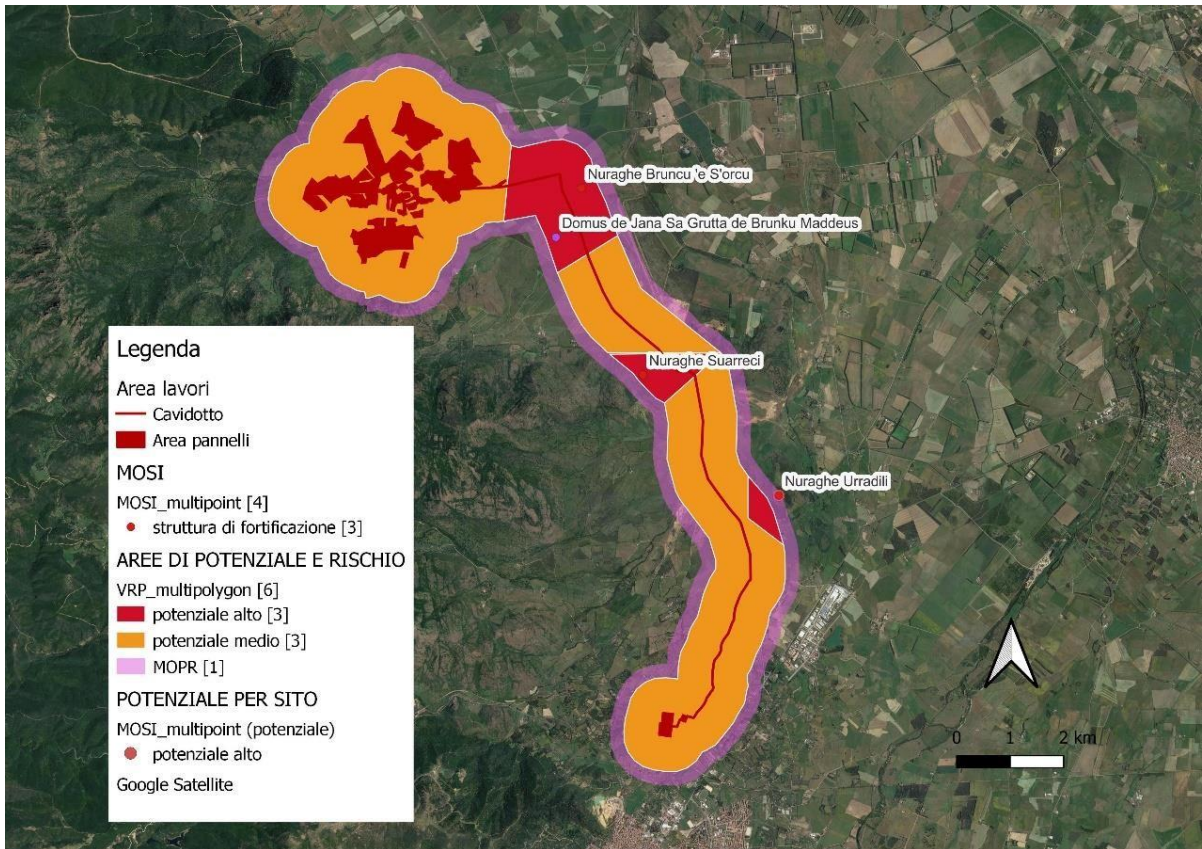 Nuraghe Bruncu 'e S'orcu
Domus de Jana Sa Grutta de Brunku Maddeus
Nuraghe Suarreci
Nuraghe Urradili
Legenda
Area lavori
Cavidotto
Area pannelli
MOSI
MOSI_multipoint [4]
struttura di fortificazione [3]
AREE DI POTENZIALE E RISCHIO
VRP_multipolygon [6]
potenziale alto [3]
potenziale medio [3]
MOPR [1]
POTENZIALE PER SITO
MOSI_multipoint (potenziale)
potenziale alto
Google Satellite
0 1 2 km